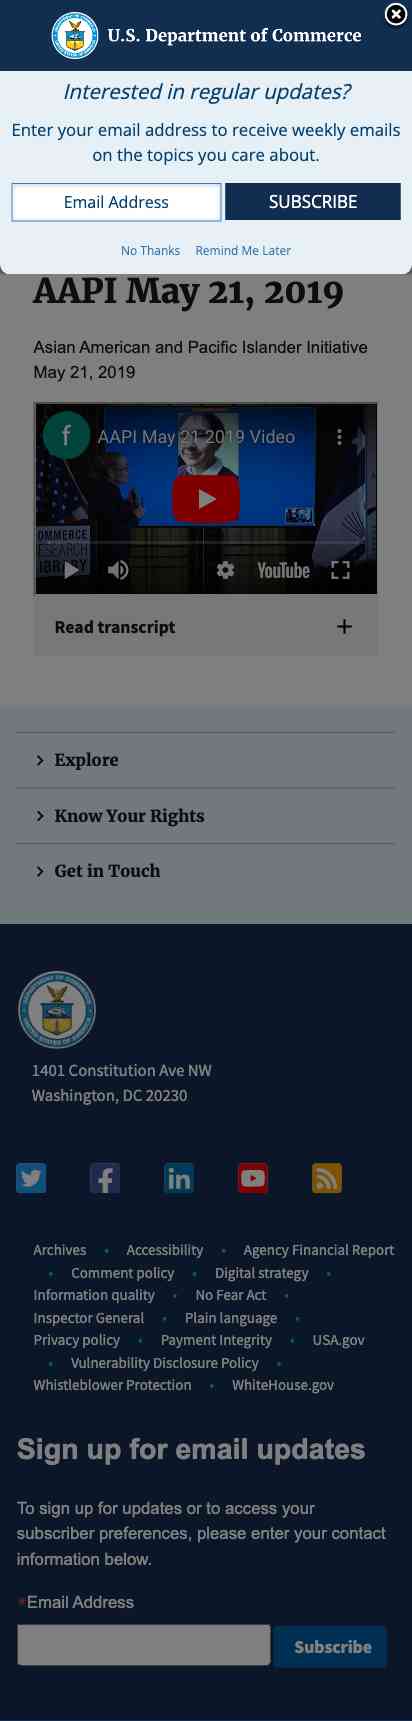 U.S. Department of Commerce
Interested in regular updates?
Enter your email address to receive weekly emails
on the topics you care about.
Email Address
SUBSCRIBE
No Thanks Remind Me Later
AAPI May 21, 2019
Asian American and Pacific Islander Initiative
May 21, 2019
f AAPI May 21 2019 Video
OMMERCE
ESEARCH
LIBRARY
YouTube
Read transcript +
Explore
Know Your Rights
Get in Touch
1401 Constitution Ave NW
Washington, DC 20230
Archives • Accessibility • Agency Financial Report
• Comment policy • Digital strategy •
Information quality • No Fear Act •
Inspector General • Plain language •
Privacy policy • Payment Integrity • USA.gov
• Vulnerability Disclosure Policy •
Whistleblower Protection • WhiteHouse.gov
Sign up for email updates
To sign up for updates or to access your
subscriber preferences, please enter your contact
information below.
*Email Address
Subscribe